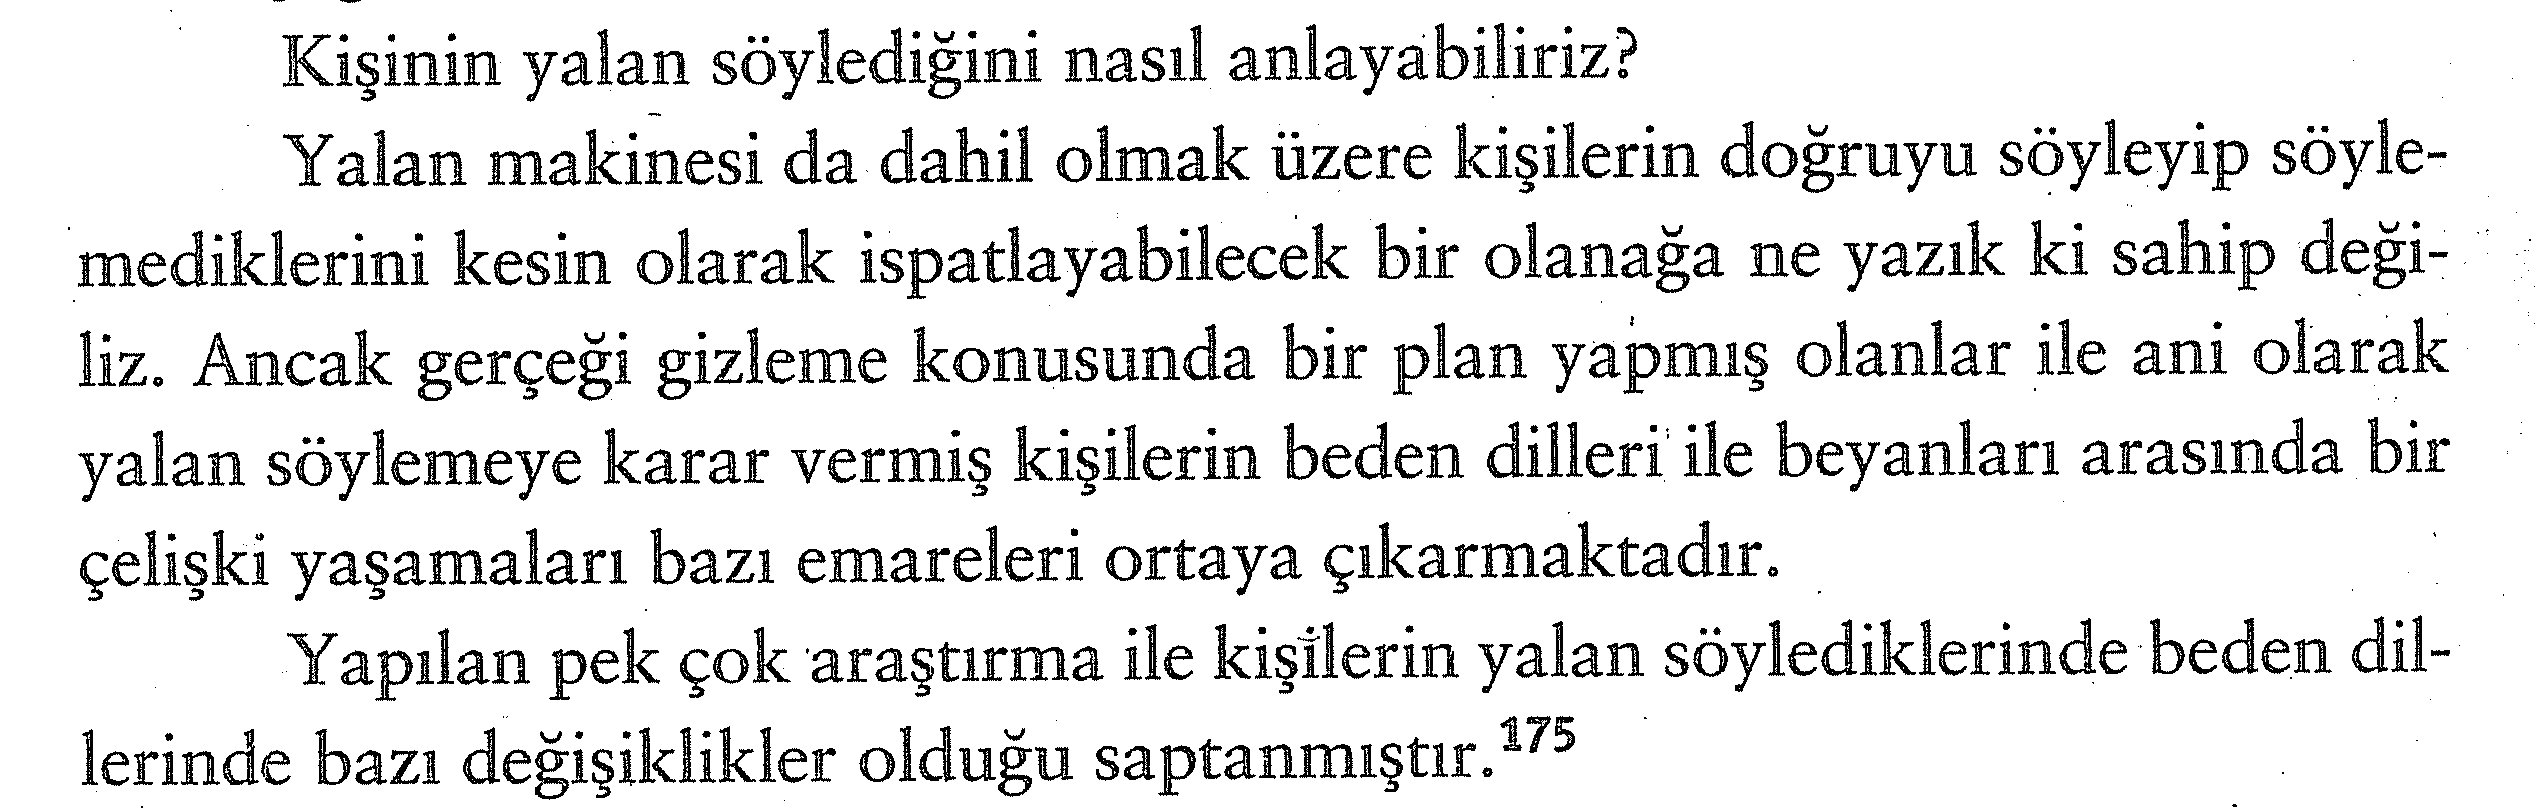 Kişinin yalan söylediğini nasıl anlayabiliriz?
Yalan makinesi da dahil olmak üzere kişilerin doğruyu söyleyip söyle-
mediklerini kesin olarak ispatlayabilecek bir olanağa ne yazık ki sahip deği-
liz. Ancak gerçeği gizleme konusunda bir plan yapmış olanlar ile ani olarak
yalan söylemeye karar vermiş kişilerin beden dilleri ile beyanları arasında bir
çelişki yaşamaları bazı emareleri ortaya çıkarmaktadır.
Yapılan pek çok araştırma ile kişilerin yalan söylediklerinde beden dil-
lerinde bazı değişiklikler olduğu saptanmıştır.175